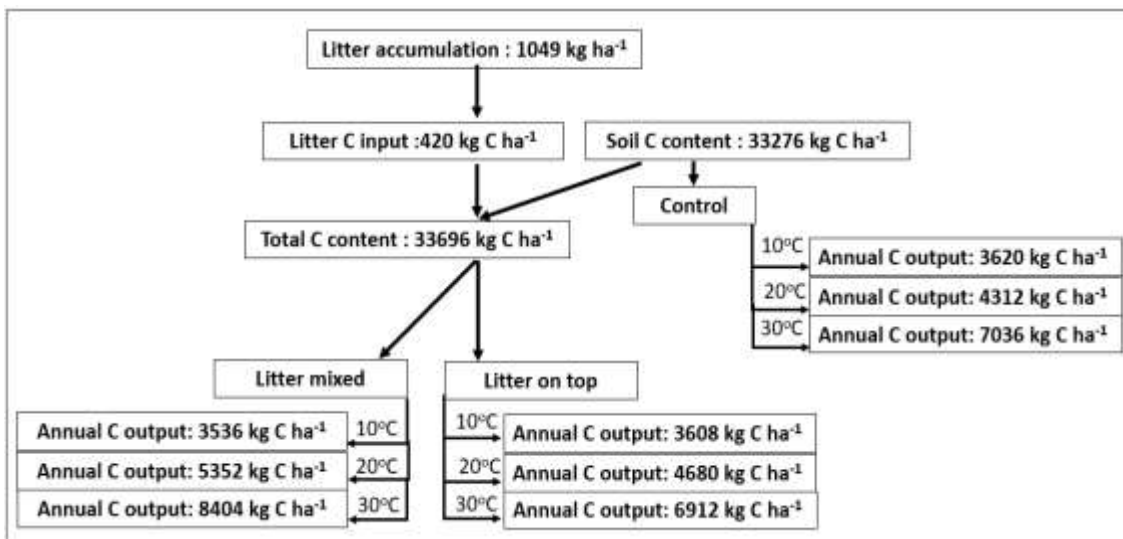 Litter accumulation : 1049 kg ha⁻¹
Litter C input :420 kg C ha⁻¹
Soil C content : 33276 kg C ha⁻¹
Control
Total C content : 33696 kg C ha⁻¹
10°C
Annual C output: 3620 kg C ha⁻¹
20°C
Annual C output: 4312 kg C ha⁻¹
30°C
Annual C output: 7036 kg C ha⁻¹
Litter mixed
Litter on top
Annual C output: 3536 kg C ha⁻¹
10°C
Annual C output: 5352 kg C ha⁻¹
20°C
Annual C output: 8404 kg C ha⁻¹
30°C
10°C
Annual C output: 3608 kg C ha⁻¹
20°C
Annual C output: 4680 kg C ha⁻¹
30°C
Annual C output: 6912 kg C ha⁻¹